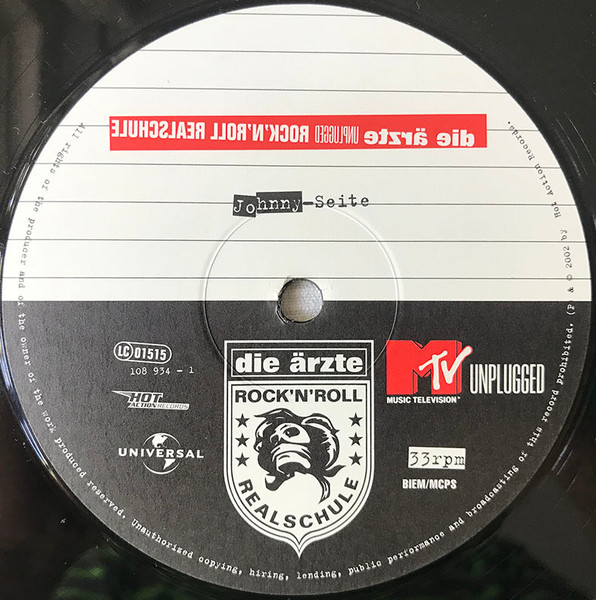 die ärzte UNPLUGGED ROCK'N'ROLL REALSCHULE
Johnny-Seite
LC 01515
108 934 - 1
HOT
ACTION RECORDS
UNIVERSAL
die ärzte
ROCK'N'ROLL
REALSCHULE
MTV
MUSIC TELEVISION
UNPLUGGED
33rpm
BIEM/MCPS
All rights of the producer and of the owner of the work produced reserved. Unauthorized copying, hiring, lending, public performance and broadcasting of this record prohibited. (P & © 2002 by Hot Action Records.